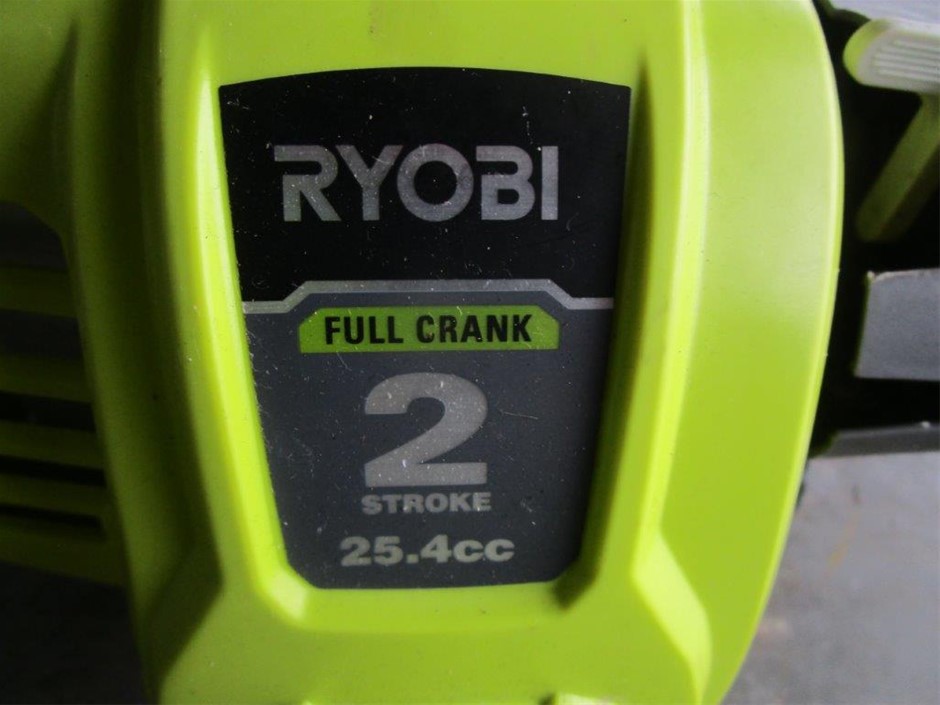 RYOBI
FULL CRANK
2
STROKE
25.4cc